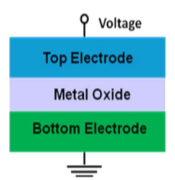 Voltage
Top Electrode
Metal Oxide
Bottom Electrode